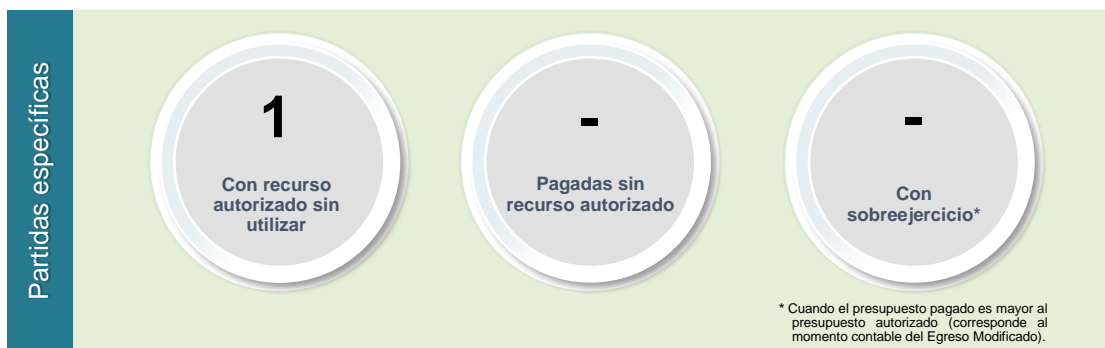 Partidas específicas
1
Con recurso
autorizado sin
utilizar
-
Pagadas sin
recurso autorizado
-
Con
sobreejercicio*
* Cuando el presupuesto pagado es mayor al
presupuesto autorizado (corresponde al
momento contable del Egreso Modificado).